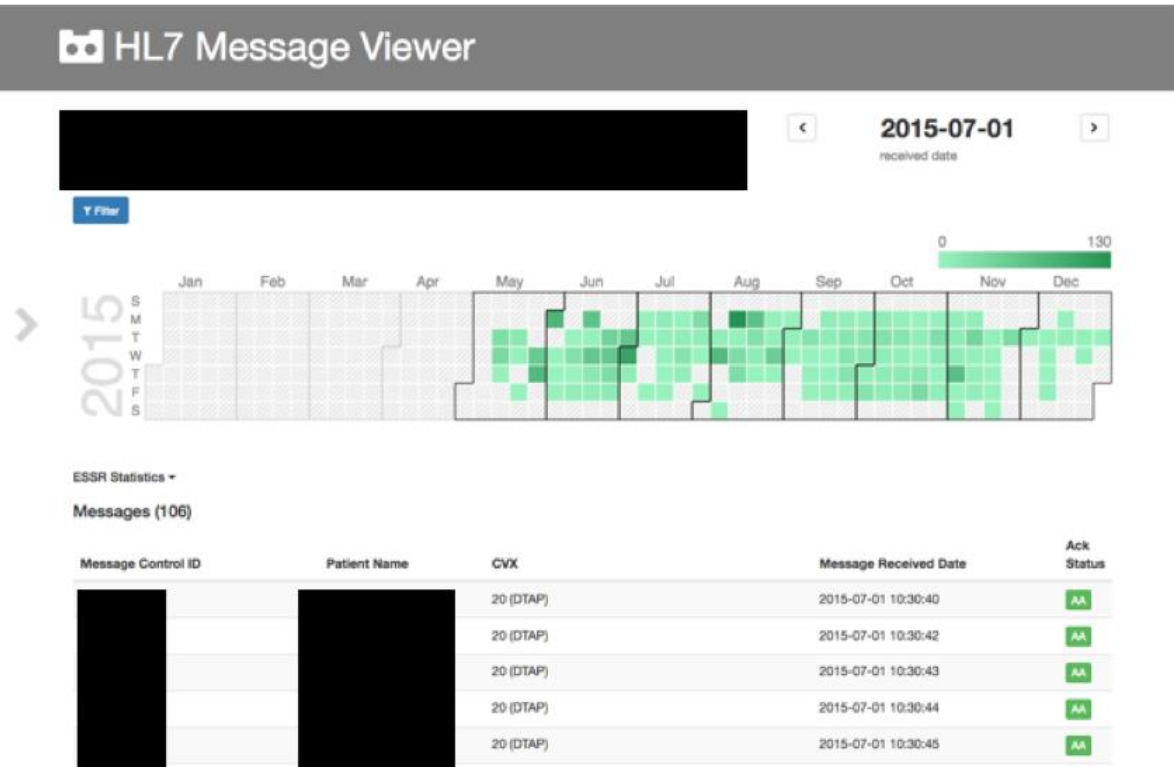 HL7 Message Viewer
2015-07-01
received date
Filter
0 130
Jan Feb Mar Apr May Jun Jul Aug Sep Oct Nov Dec
2015
S
M
T
W
T
F
S
ESSR Statistics
Messages (106)
Message Control ID Patient Name CVX Message Received Date Ack Status
20 (DTAP) 2015-07-01 10:30:40 AA
20 (DTAP) 2015-07-01 10:30:42 AA
20 (DTAP) 2015-07-01 10:30:43 AA
20 (DTAP) 2015-07-01 10:30:44 AA
20 (DTAP) 2015-07-01 10:30:45 AA